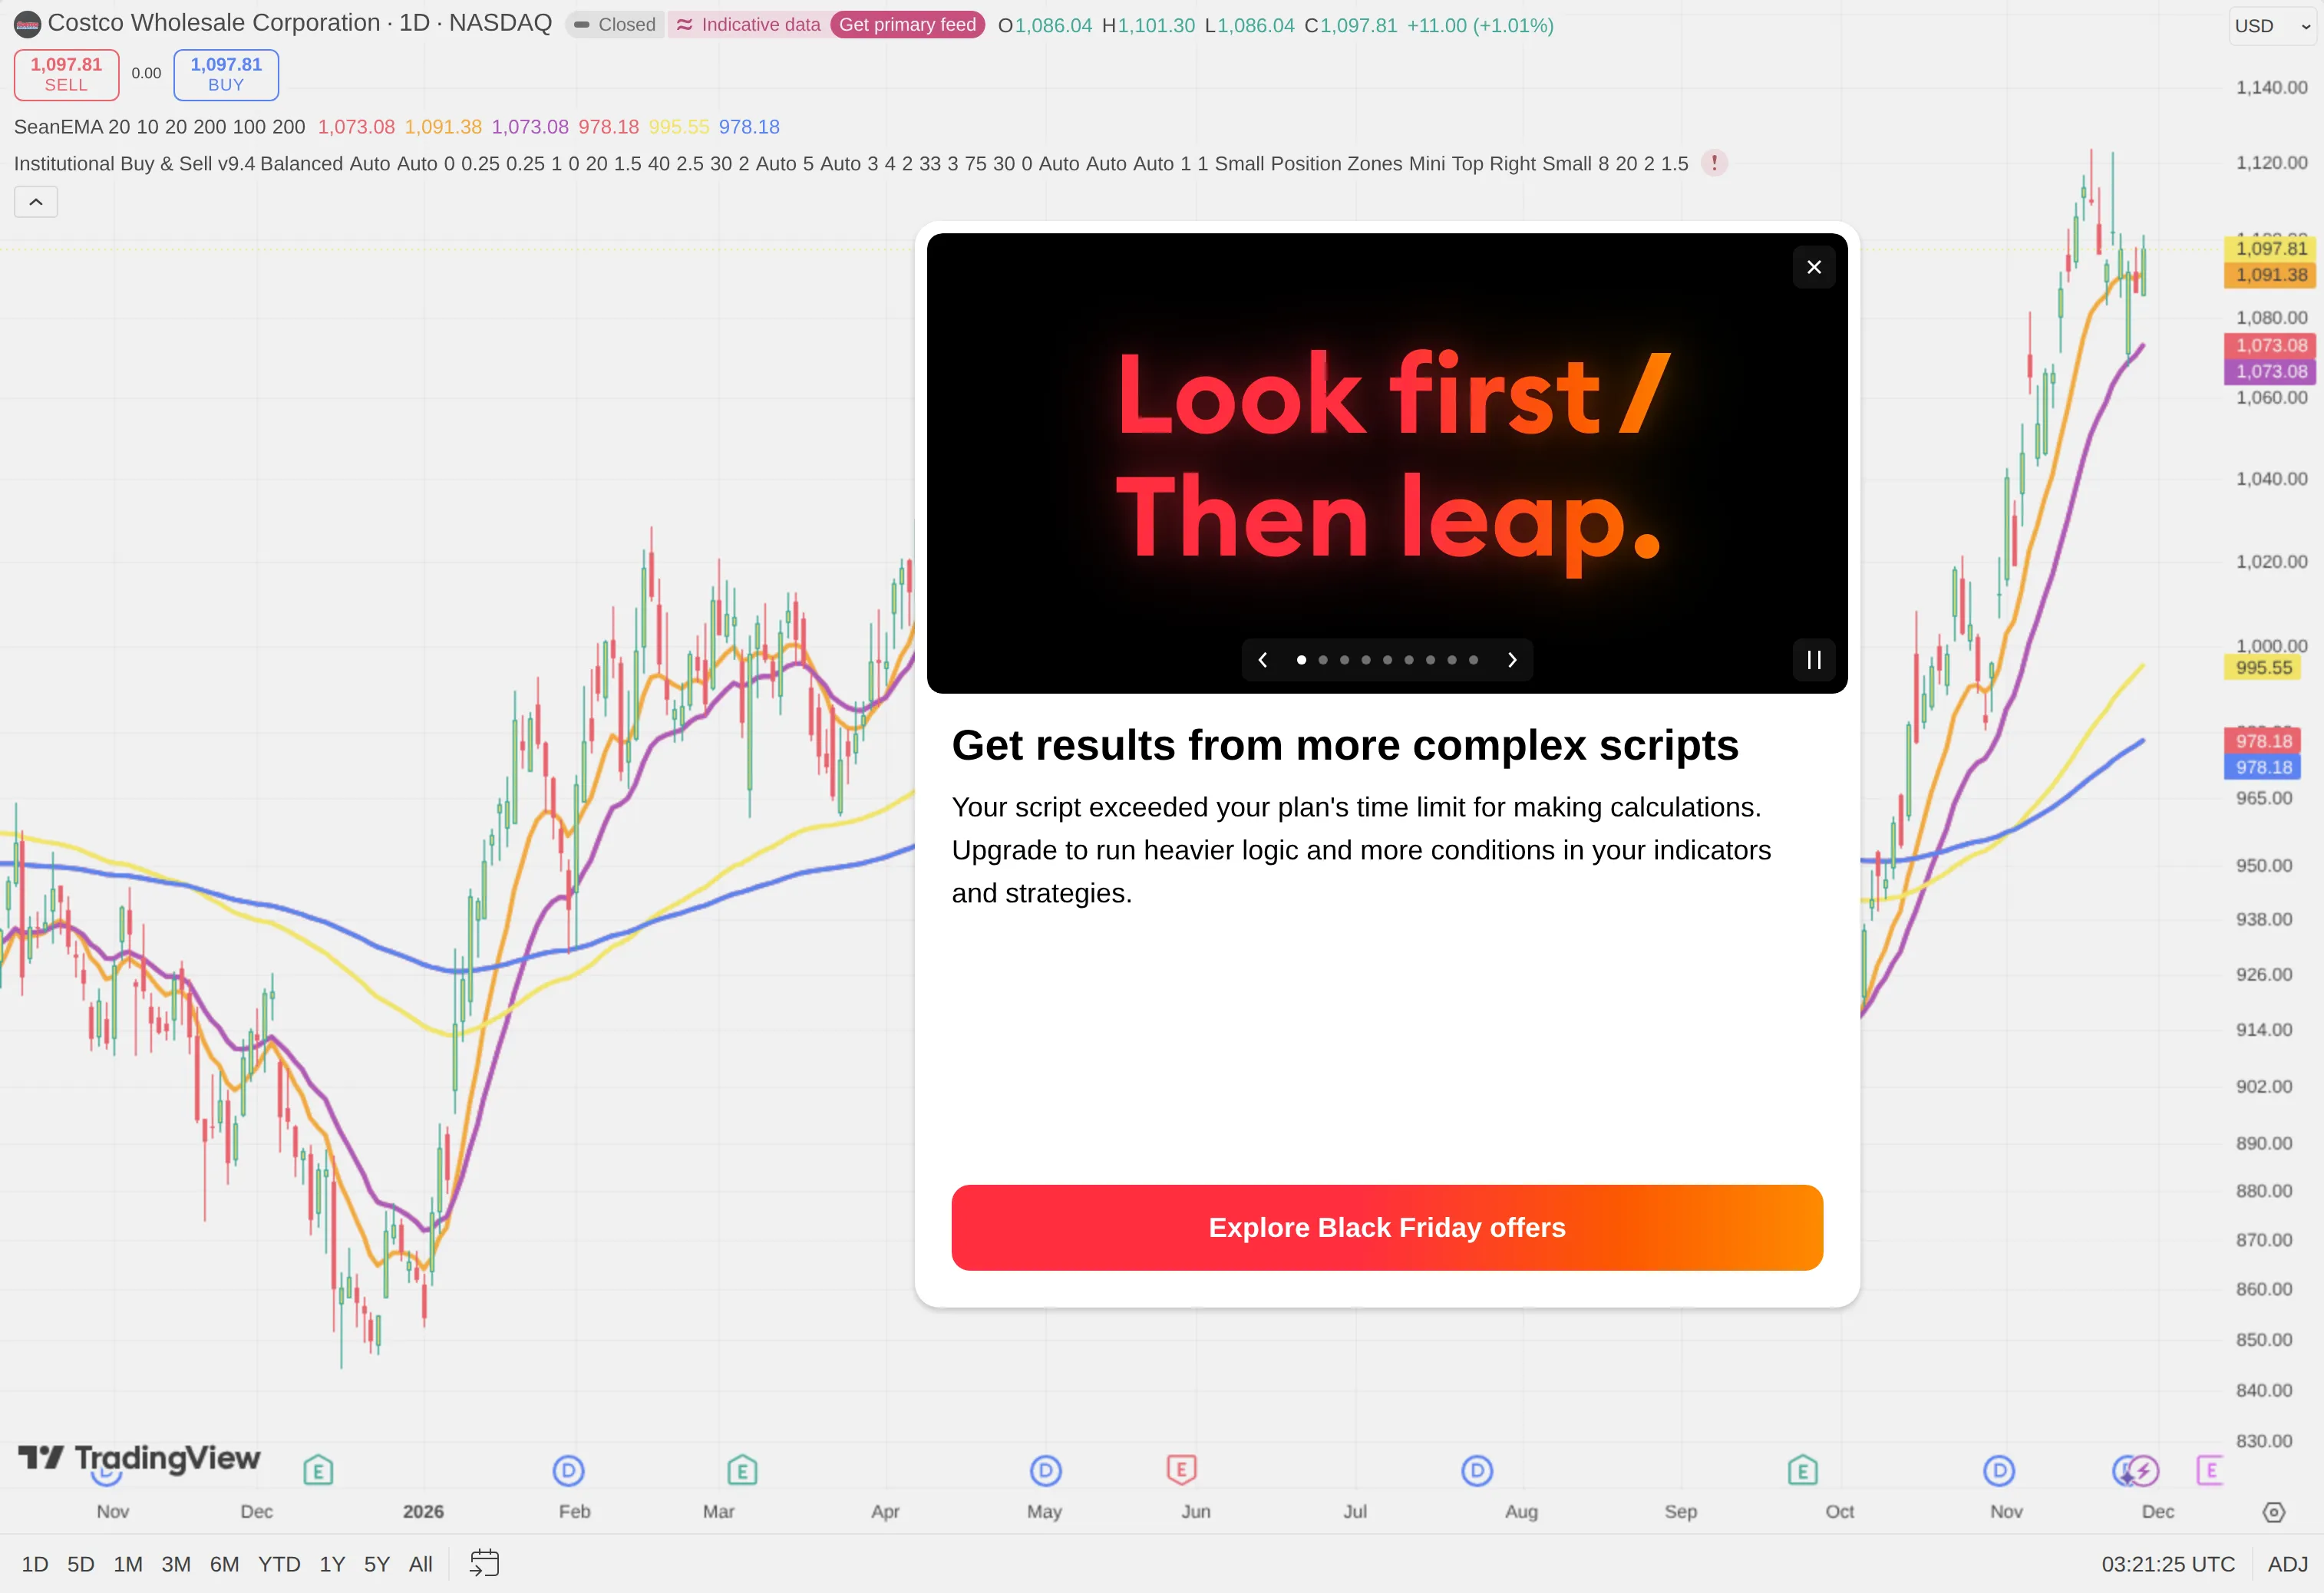 Costco Wholesale Corporation · 1D · NASDAQ Closed Indicative data Get primary feed O1,086.04 H1,101.30 L1,086.04 C1,097.81 +11.00 (+1.01%)
USD
1,097.81 SELL
0.00
1,097.81 BUY
SeanEMA 20 10 20 200 100 200 1,073.08 1,091.38 1,073.08 978.18 995.55 978.18
Institutional Buy & Sell v9.4 Balanced Auto Auto 0 0.25 0.25 1 0 20 1.5 40 2.5 30 2 Auto 5 Auto 3 4 2 33 3 75 30 0 Auto Auto Auto 1 1 Small Position Zones Mini Top Right Small 8 20 2 1.5 !
Look first /
Then leap.
Get results from more complex scripts
Your script exceeded your plan's time limit for making calculations.
Upgrade to run heavier logic and more conditions in your indicators
and strategies.
Explore Black Friday offers
1,140.00
1,120.00
1,097.81
1,091.38
1,080.00
1,073.08
1,073.08
1,060.00
1,040.00
1,020.00
1,000.00
995.55
978.18
978.18
965.00
950.00
938.00
926.00
914.00
902.00
890.00
880.00
870.00
860.00
850.00
840.00
830.00
TradingView
D E D E D E D E D E
Nov Dec 2026 Feb Mar Apr May Jun Jul Aug Sep Oct Nov Dec
1D 5D 1M 3M 6M YTD 1Y 5Y All
03:21:25 UTC ADJ